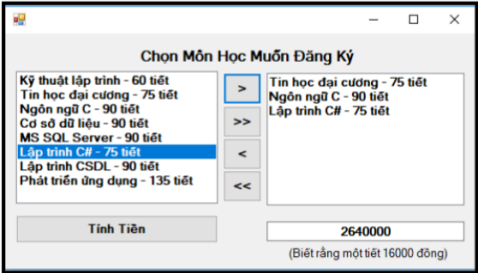 Chọn Môn Học Muốn Đăng Ký
Kỹ thuật lập trình - 60 tiết
Tin học đại cương - 75 tiết
Ngôn ngữ C - 90 tiết
Cơ sở dữ liệu - 90 tiết
MS SQL Server - 90 tiết
Lập trình C# - 75 tiết
Lập trình CSDL - 90 tiết
Phát triển ứng dụng - 135 tiết
>
>>
<
<<
Tin học đại cương - 75 tiết
Ngôn ngữ C - 90 tiết
Lập trình C# - 75 tiết
Tính Tiền
2640000
(Biết rằng một tiết 16000 đồng)